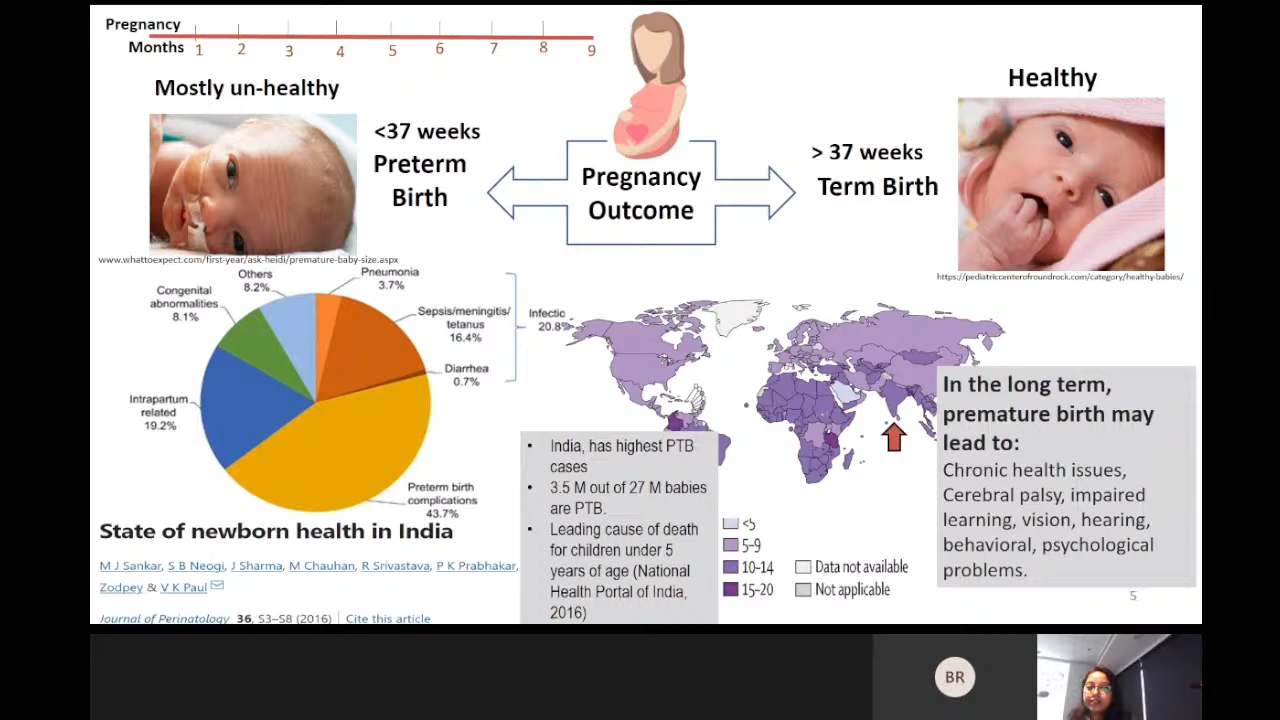 Pregnancy
Months 1 2 3 4 5 6 7 8 9
Mostly un-healthy
<37 weeks
Preterm
Birth
Pregnancy
Outcome
> 37 weeks
Term Birth
Healthy
www.whattoexpect.com/first-year/ask-heidi/premature-baby-size.aspx
https://pediatriccenterofroundrock.com/category/healthy-babies/
Others
8.2%
Pneumonia
3.7%
Congenital
abnormalities
8.1%
Sepsis/meningitis/
tetanus
16.4%
Infectic
20.8%
Diarrhea
0.7%
Intrapartum
related
19.2%
Preterm birth
complications
43.7%
State of newborn health in India
M J Sankar, S B Neogi, J Sharma, M Chauhan, R Srivastava, P K Prabhakar,
Zodpey & V K Paul
Journal of Perinatology 36, S3–S8 (2016) | Cite this article
• India, has highest PTB
cases
• 3.5 M out of 27 M babies
are PTB.
• Leading cause of death
for children under 5
years of age (National
Health Portal of India,
2016)
<5
5–9
10–14
15–20
Data not available
Not applicable
In the long term,
premature birth may
lead to:
Chronic health issues,
Cerebral palsy, impaired
learning, vision, hearing,
behavioral, psychological
problems.
5
BR